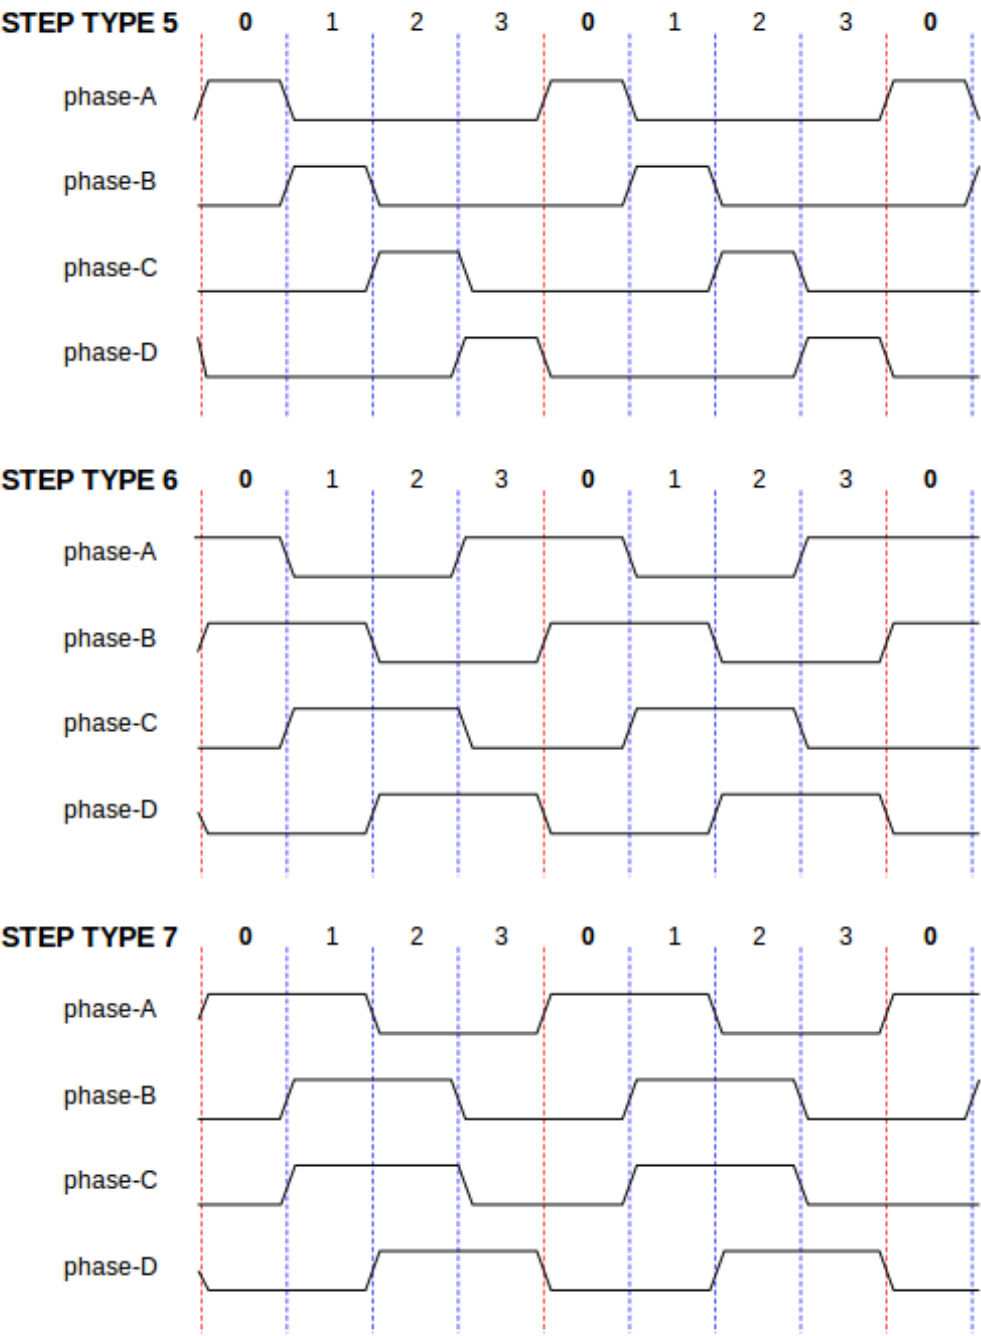 STEP TYPE 5 0 1 2 3 0 1 2 3 0
phase-A
phase-B
phase-C
phase-D
STEP TYPE 6 0 1 2 3 0 1 2 3 0
phase-A
phase-B
phase-C
phase-D
STEP TYPE 7 0 1 2 3 0 1 2 3 0
phase-A
phase-B
phase-C
phase-D